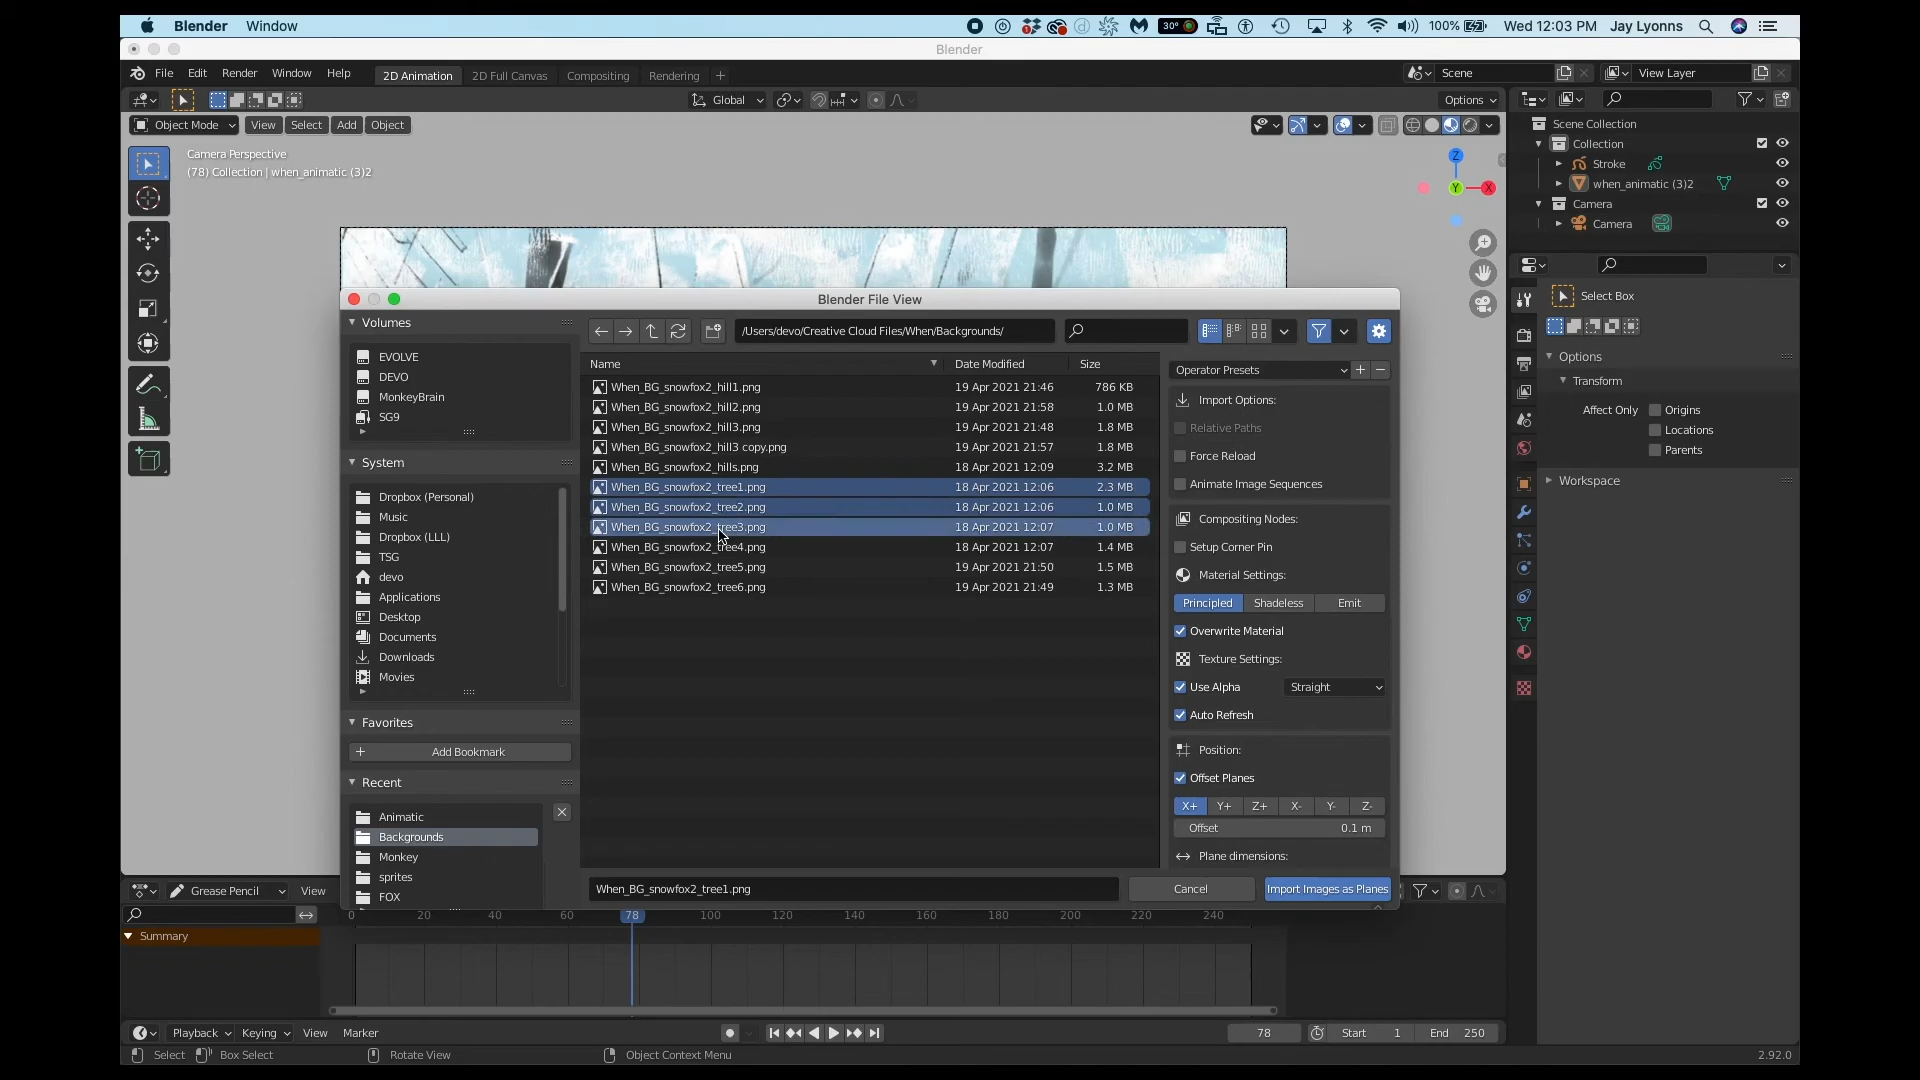 Blender Window 30° 100% Wed 12:03 PM Jay Lyonns
Blender
File Edit Render Window Help 2D Animation 2D Full Canvas Compositing Rendering + Scene View Layer
Global Options
Object Mode View Select Add Object
Scene Collection
Collection
Camera Perspective
(78) Collection | when_animatic (3)2
Z
Y X
Stroke
when_animatic (3)2
Camera
Camera
Blender File View
Select Box
Options
Transform
Affect Only Origins
Locations
Parents
Workspace
Volumes
EVOLVE
DEVO
MonkeyBrain
SG9
System
Dropbox (Personal)
Music
Dropbox (LLL)
TSG
devo
Applications
Desktop
Documents
Downloads
Movies
Favorites
+ Add Bookmark
Recent
Animatic
Backgrounds
Monkey
sprites
FOX
/Users/devo/Creative Cloud Files/When/Backgrounds/
Name Date Modified Size
When_BG_snowfox2_hill1.png 19 Apr 2021 21:46 786 KB
When_BG_snowfox2_hill2.png 19 Apr 2021 21:58 1.0 MB
When_BG_snowfox2_hill3.png 19 Apr 2021 21:48 1.8 MB
When_BG_snowfox2_hill3 copy.png 19 Apr 2021 21:57 1.8 MB
When_BG_snowfox2_hills.png 18 Apr 2021 12:09 3.2 MB
When_BG_snowfox2_tree1.png 18 Apr 2021 12:06 2.3 MB
When_BG_snowfox2_tree2.png 18 Apr 2021 12:06 1.0 MB
When_BG_snowfox2_tree3.png 18 Apr 2021 12:07 1.0 MB
When_BG_snowfox2_tree4.png 18 Apr 2021 12:07 1.4 MB
When_BG_snowfox2_tree5.png 19 Apr 2021 21:50 1.5 MB
When_BG_snowfox2_tree6.png 19 Apr 2021 21:49 1.3 MB
Operator Presets + −
Import Options:
Relative Paths
Force Reload
Animate Image Sequences
Compositing Nodes:
Setup Corner Pin
Material Settings:
Principled Shadeless Emit
Overwrite Material
Texture Settings:
Use Alpha Straight
Auto Refresh
Position:
Offset Planes
X+ Y+ Z+ X- Y- Z-
Offset 0.1 m
Plane dimensions:
When_BG_snowfox2_tree1.png Cancel Import Images as Planes
Grease Pencil View
0 20 40 60 78 100 120 140 160 180 200 220 240
Summary
Playback Keying View Marker 78 Start 1 End 250
Select Box Select Rotate View Object Context Menu 2.92.0